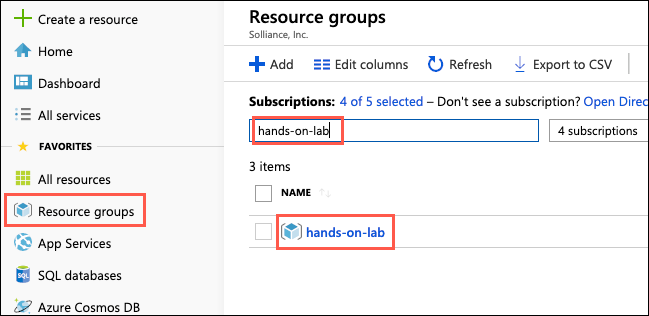 Create a resource
Home
Dashboard
All services
FAVORITES
All resources
Resource groups
App Services
SQL databases
Azure Cosmos DB
Resource groups
Solliance, Inc.
Add
Edit columns
Refresh
Export to CSV
Subscriptions: 4 of 5 selected – Don't see a subscription? Open Direc
hands-on-lab
4 subscriptions
3 items
NAME
hands-on-lab